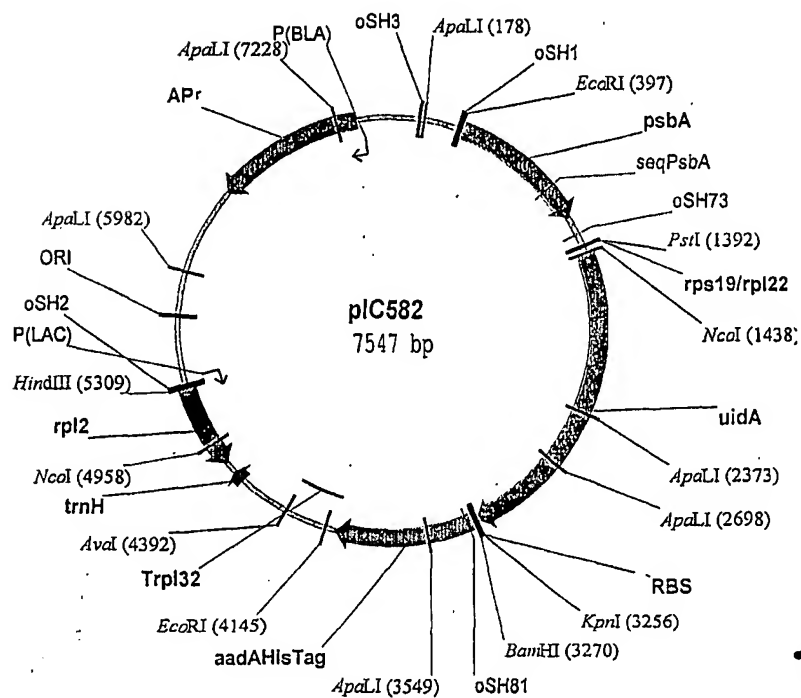 oSH3
ApaLI (178)
P(BLA)
oSH1
ApaLI (7228)
EcoRI (397)
APr
psbA
seqPsbA
oSH73
ApaLI (5982)
PstI (1392)
ORI
rps19/rpl22
oSH2
pIC582
NcoI (1438)
P(LAC)
7547 bp
HindIII (5309)
rpl2
uidA
NcoI (4958)
ApaLI (2373)
trnH
ApaLI (2698)
AvaI (4392)
Trpl32
RBS
EcoRI (4145)
KpnI (3256)
aadAHisTag
BamHI (3270)
ApaLI (3549)
oSH81